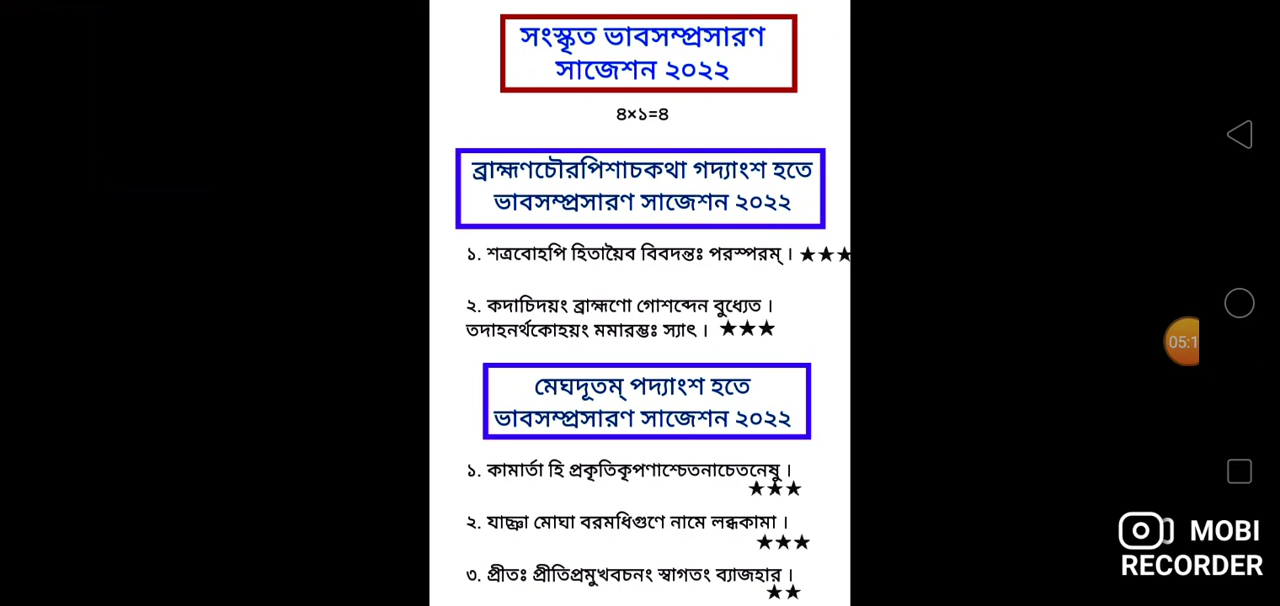 সংস্কৃত ভাবসম্প্রসারণ
সাজেশন ২০২২
৪×১=৪
ব্রাহ্মণচৌরপিশাচকথা গদ্যাংশ হতে
ভাবসম্প্রসারণ সাজেশন ২০২২
১. শত্রবোহপি হিতায়ৈব বিবদন্তঃ পরস্পরম্ । ★★★
২. কদাচিদয়ং ব্রাহ্মণো গোশব্দেন বুধ্যেত ।
তদাহনর্থকোহয়ং মমারম্ভঃ স্যাৎ । ★★★
মেঘদূতম্ পদ্যাংশ হতে
ভাবসম্প্রসারণ সাজেশন ২০২২
১. কামার্তা হি প্রকৃতিকৃপণাশ্চেতনাচেতনেষু ।
★★★
২. যাচ্ঞা মোঘা বরমধিগুণে নামে লব্ধকামা ।
★★★
৩. প্রীতঃ প্রীতিপ্রমুখবচনং স্বাগতং ব্যাজহার ।
★★
05:1
MOBI
RECORDER